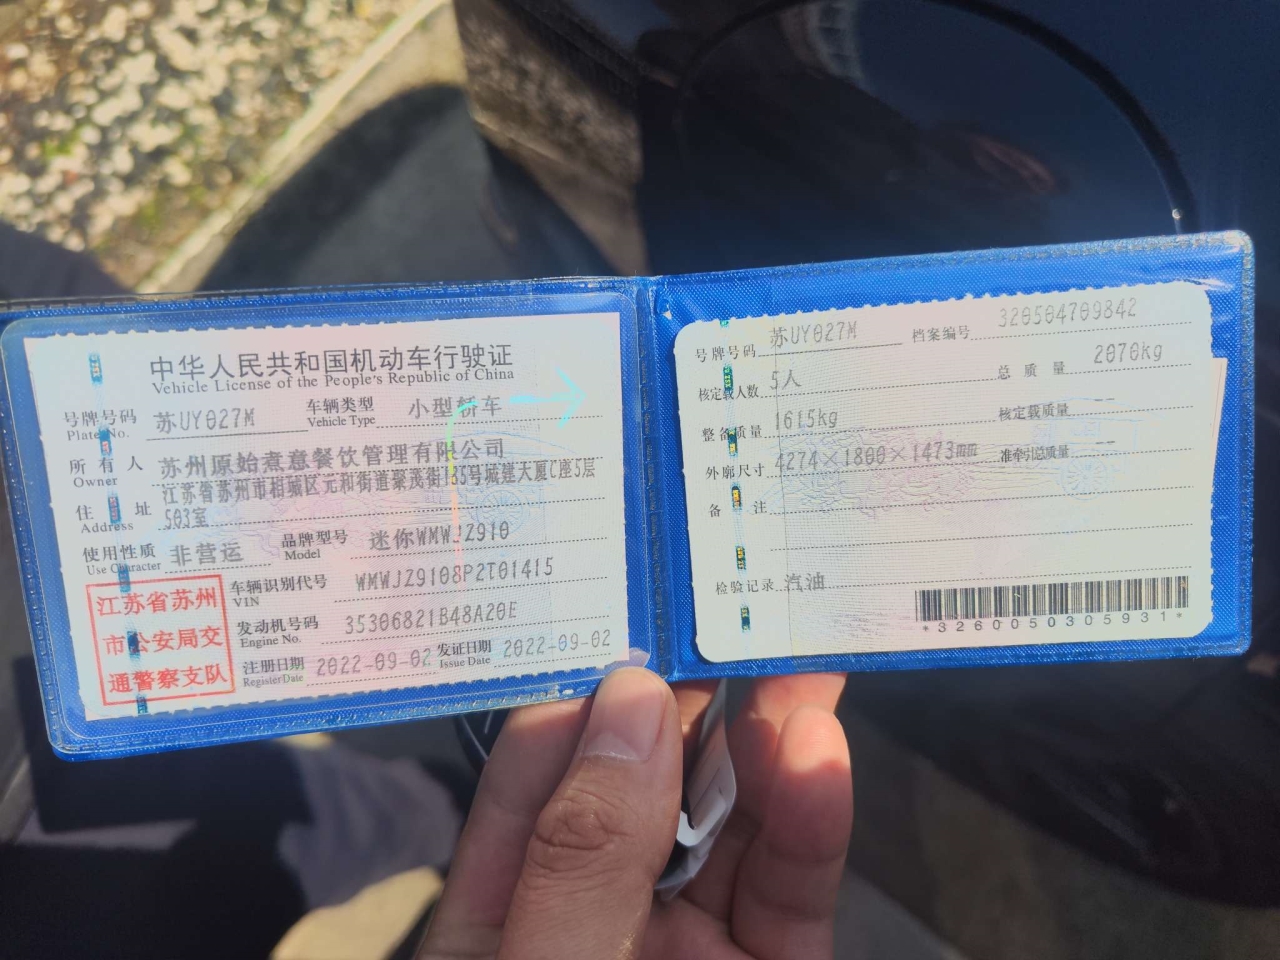 中华人民共和国机动车行驶证
Vehicle License of the People's Republic of China
号牌号码 苏UY027M 车辆类型 小型轿车
Plate No. Vehicle Type
所有人 苏州原始煮意餐饮管理有限公司
Owner
江苏省苏州市相城区元和街道聚茂街185号城建大厦C座5层
住址 503室
Address
使用性质 非营运 品牌型号 迷你WMWJZ910
Use Character Model
江苏省苏州
市公安局交
通警察支队
车辆识别代号 WMWJZ9108P2T01415
VIN
发动机号码 35306821B48A20E
Engine No.
注册日期 2022-09-02 发证日期 2022-09-02
Register Date Issue Date
号牌号码 苏UY027M 档案编号 320504709842
核定载人数 5人 总质量 2070kg
整备质量 1615kg 核定载质量 --
外廓尺寸 4274×1800×1473mm 准牵引总质量 --
备注
检验记录 汽油
*3260050305931*